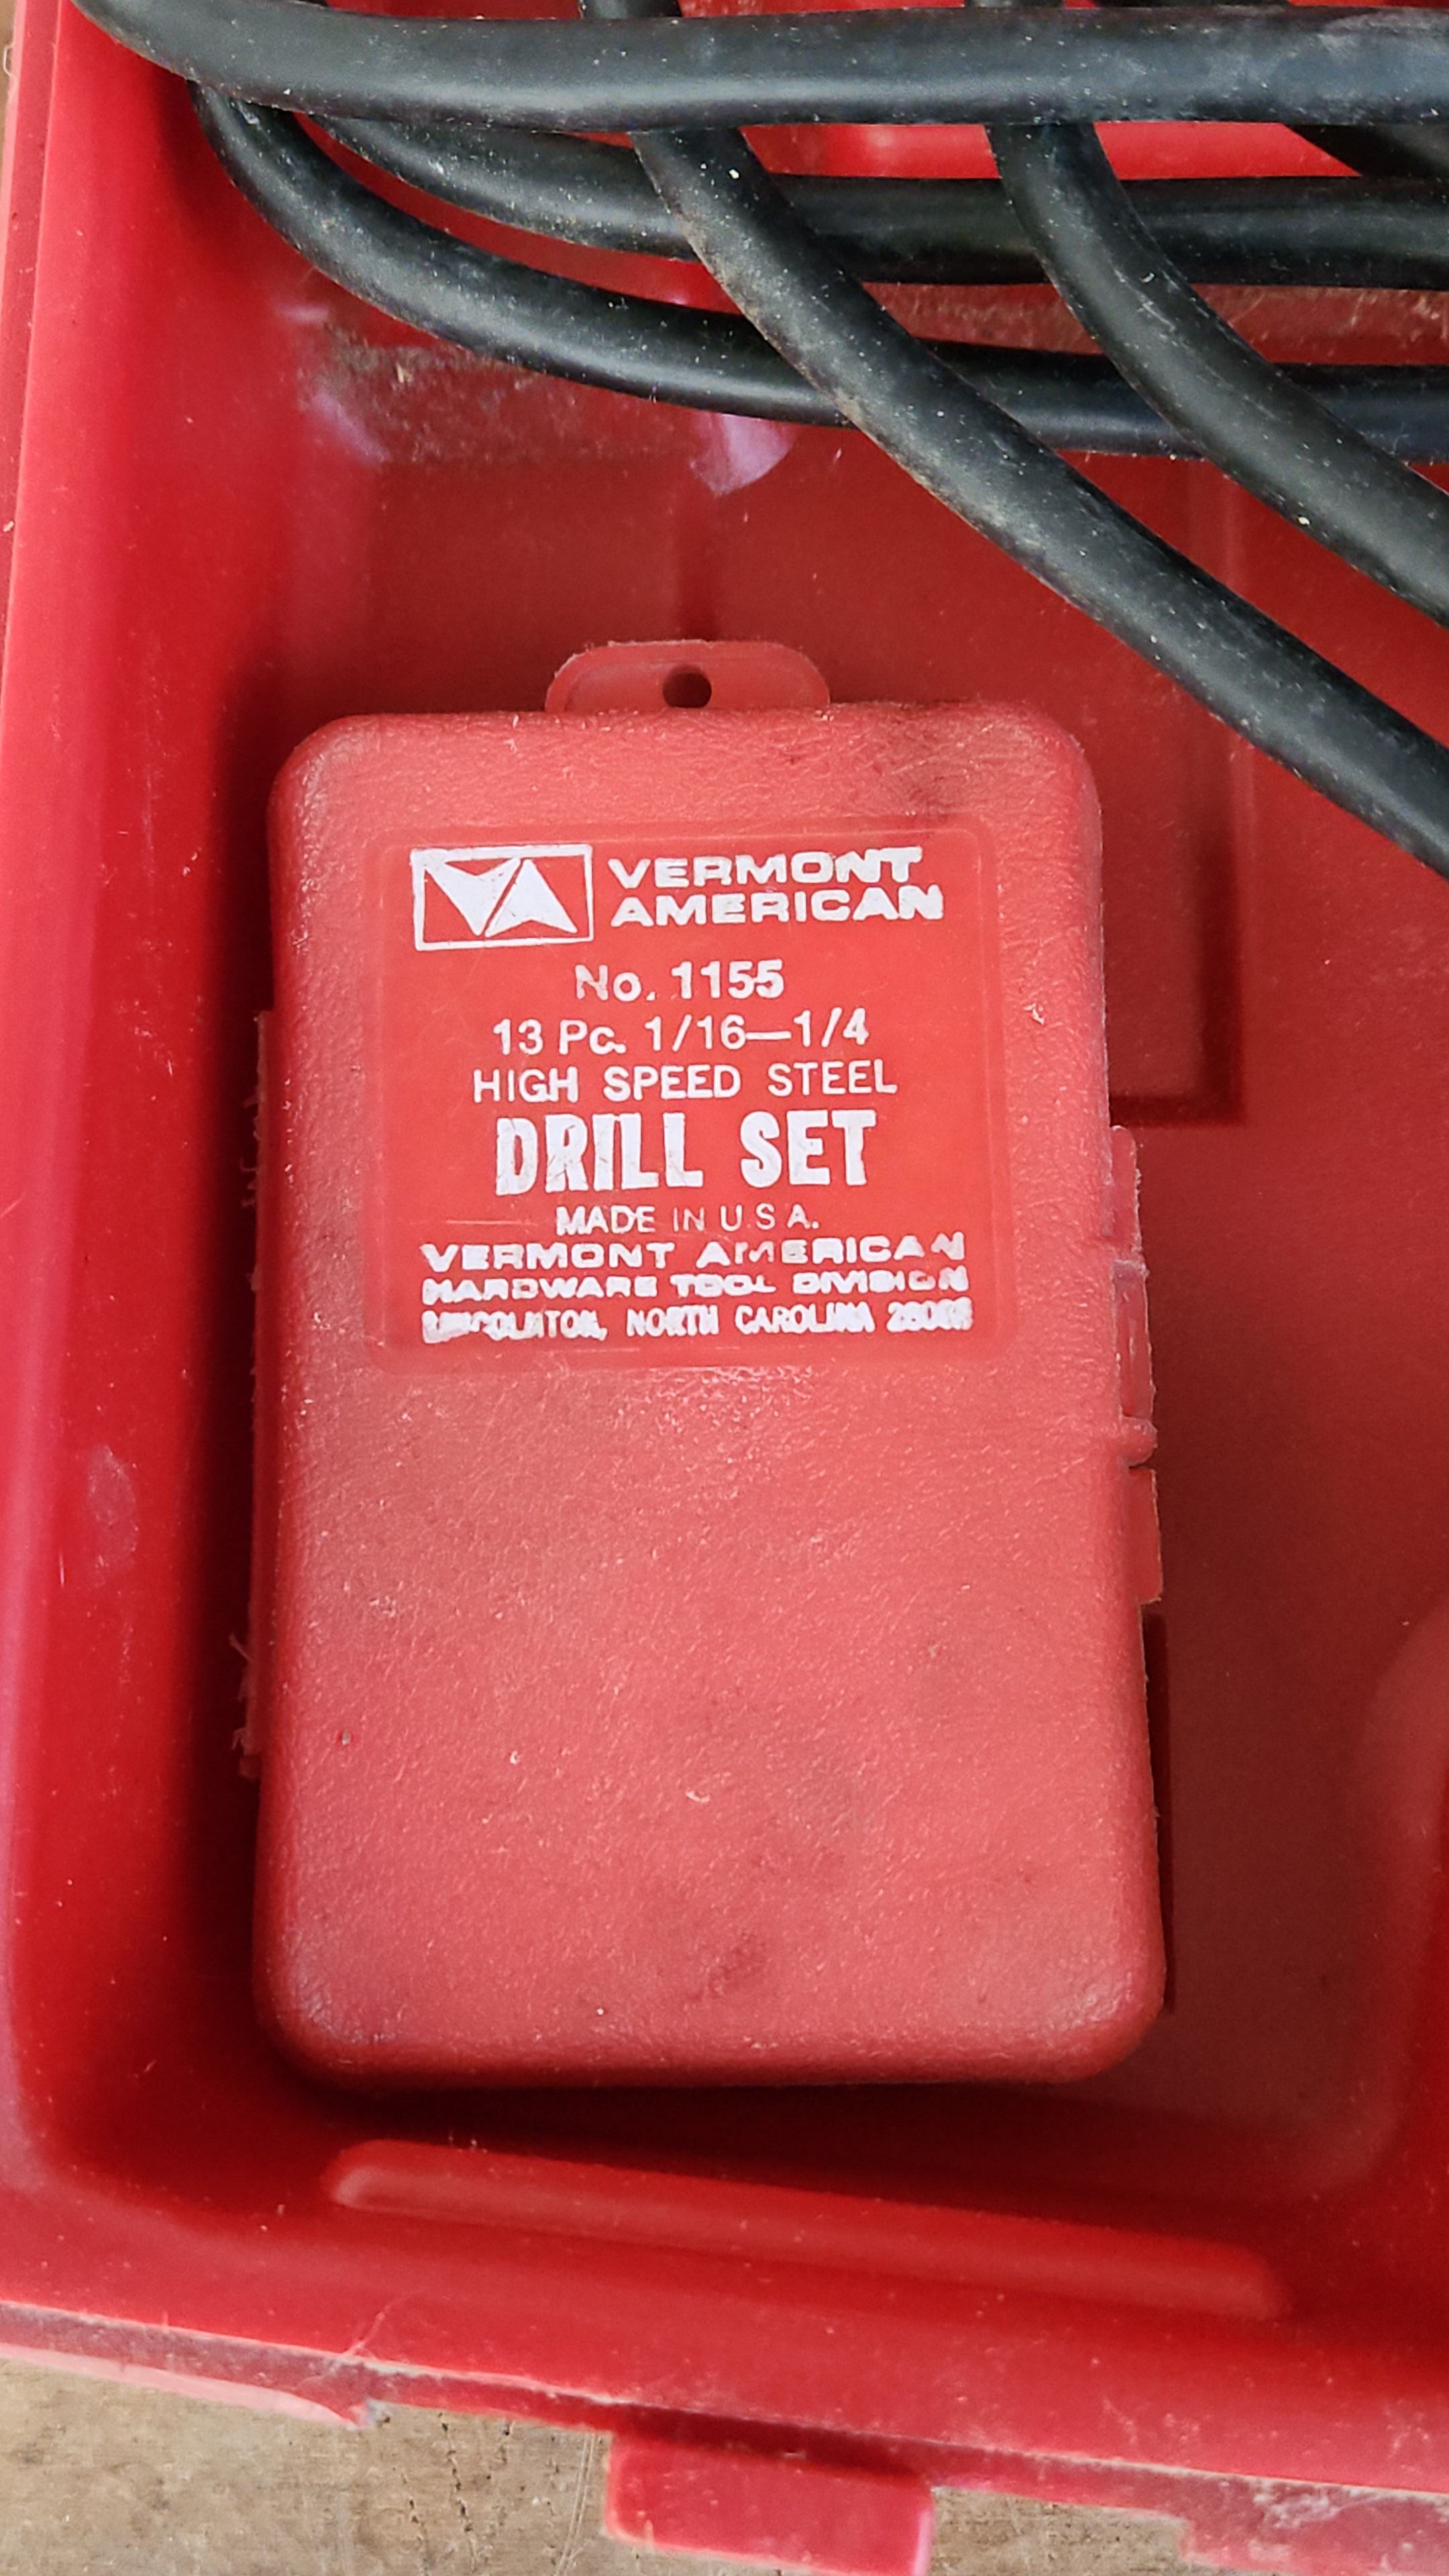 VERMONT
AMERICAN
No. 1155
13 Pc. 1/16—1/4
HIGH SPEED STEEL
DRILL SET
MADE IN U.S.A.
VERMONT AMERICAN
HARDWARE TOOL DIVISION
LINCOLNTON, NORTH CAROLINA